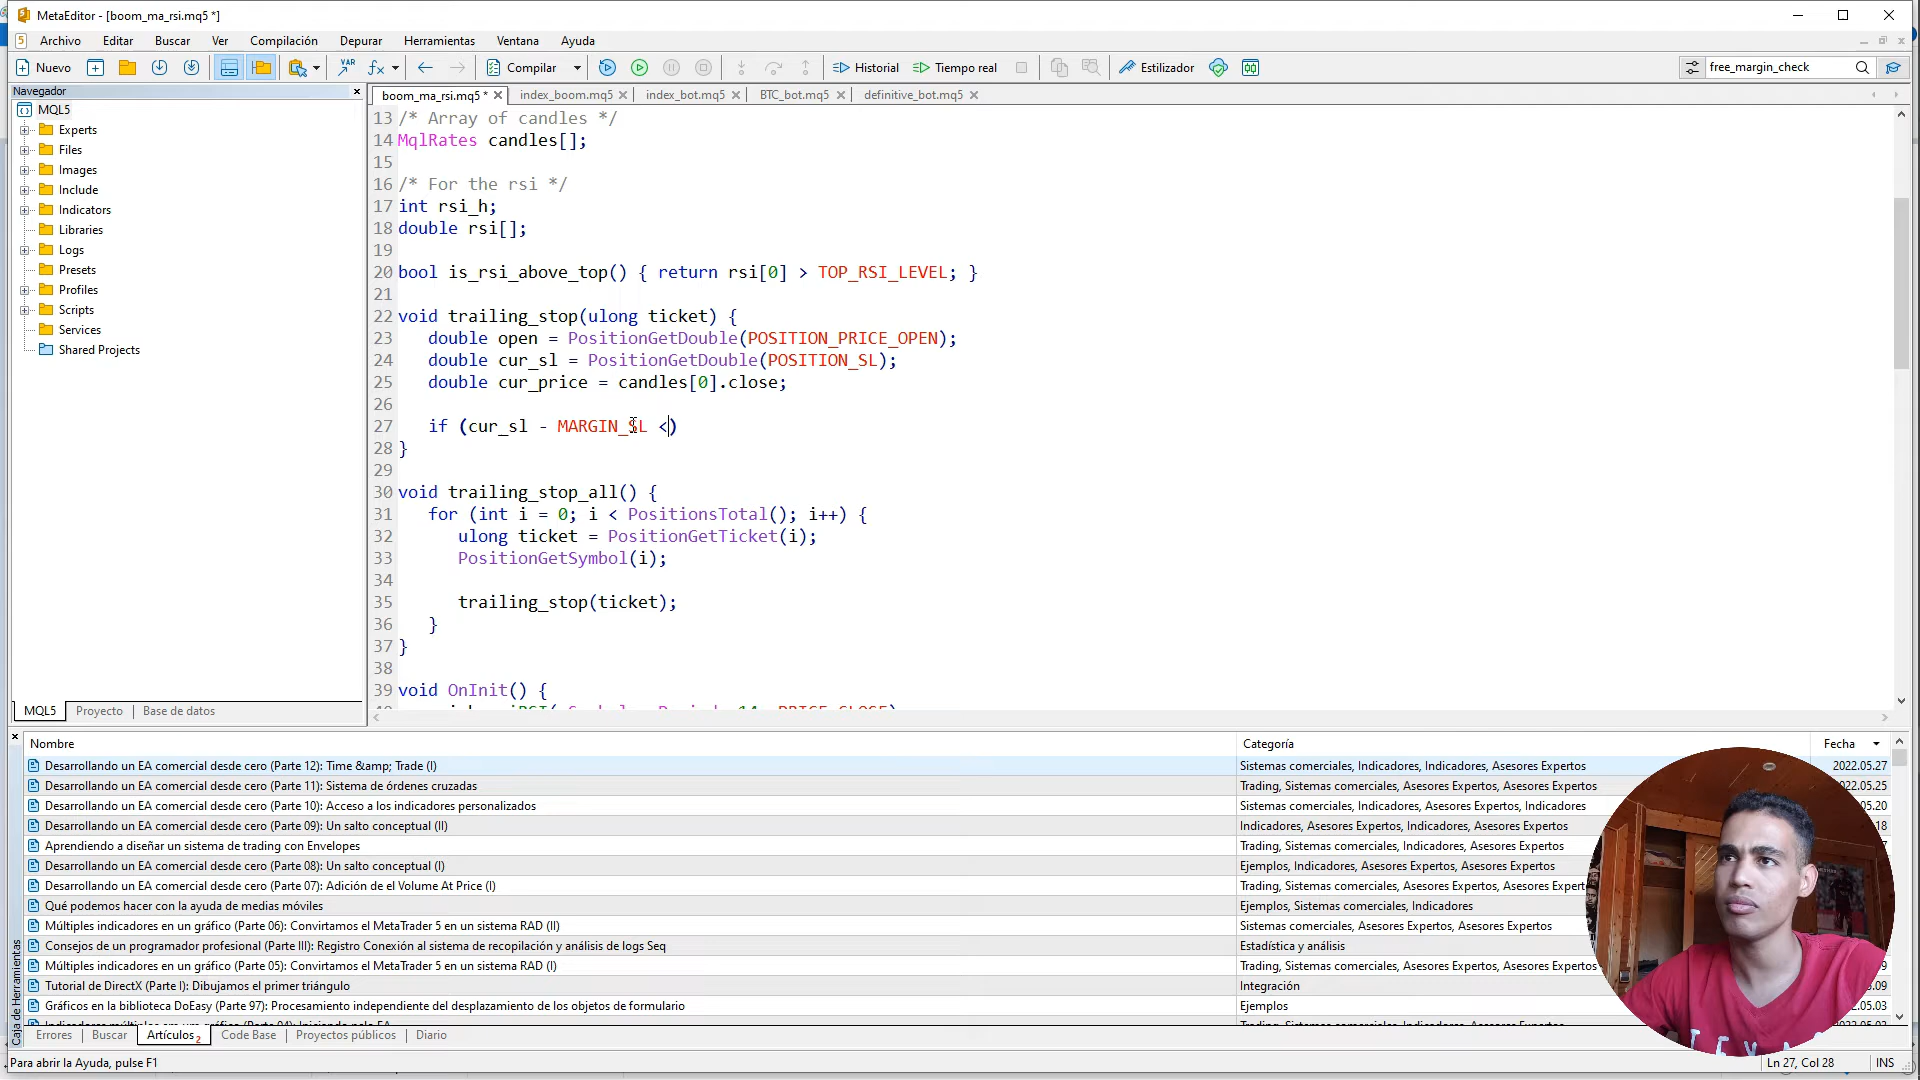 MetaEditor - [boom_ma_rsi.mq5 *]
Archivo Editar Buscar Ver Compilación Depurar Herramientas Ventana Ayuda
Nuevo VAR Compilar Historial Tiempo real Estilizador free_margin_check
Navegador
MQL5
Experts
Files
Images
Include
Indicators
Libraries
Logs
Presets
Profiles
Scripts
Services
Shared Projects
MQL5 Proyecto Base de datos
boom_ma_rsi.mq5 * index_boom.mq5 index_bot.mq5 BTC_bot.mq5 definitive_bot.mq5
13 /* Array of candles */
14 MqlRates candles[];
15
16 /* For the rsi */
17 int rsi_h;
18 double rsi[];
19
20 bool is_rsi_above_top() { return rsi[0] > TOP_RSI_LEVEL; }
21
22 void trailing_stop(ulong ticket) {
23 double open = PositionGetDouble(POSITION_PRICE_OPEN);
24 double cur_sl = PositionGetDouble(POSITION_SL);
25 double cur_price = candles[0].close;
26
27 if (cur_sl - MARGIN_SL <)
28 }
29
30 void trailing_stop_all() {
31 for (int i = 0; i < PositionsTotal(); i++) {
32 ulong ticket = PositionGetTicket(i);
33 PositionGetSymbol(i);
34
35 trailing_stop(ticket);
36 }
37 }
38
39 void OnInit() {
Nombre Categoría Fecha
Desarrollando un EA comercial desde cero (Parte 12): Time &amp; Trade (I) Sistemas comerciales, Indicadores, Indicadores, Asesores Expertos 2022.05.27
Desarrollando un EA comercial desde cero (Parte 11): Sistema de órdenes cruzadas Trading, Sistemas comerciales, Indicadores, Asesores Expertos, Asesores Expertos
Desarrollando un EA comercial desde cero (Parte 10): Acceso a los indicadores personalizados Sistemas comerciales, Indicadores, Asesores Expertos, Indicadores
Desarrollando un EA comercial desde cero (Parte 09): Un salto conceptual (II) Indicadores, Asesores Expertos, Indicadores, Asesores Expertos
Aprendiendo a diseñar un sistema de trading con Envelopes Trading, Sistemas comerciales, Indicadores, Asesores Expertos
Desarrollando un EA comercial desde cero (Parte 08): Un salto conceptual (I) Ejemplos, Indicadores, Asesores Expertos, Asesores Expertos
Desarrollando un EA comercial desde cero (Parte 07): Adición de el Volume At Price (I) Trading, Sistemas comerciales, Indicadores, Asesores Expertos, Asesores
Qué podemos hacer con la ayuda de medias móviles Ejemplos, Sistemas comerciales, Indicadores
Múltiples indicadores en un gráfico (Parte 06): Convirtamos el MetaTrader 5 en un sistema RAD (II) Sistemas comerciales, Asesores Expertos, Asesores Expertos
Consejos de un programador profesional (Parte III): Registro Conexión al sistema de recopilación y análisis de logs Seq Estadística y análisis
Múltiples indicadores en un gráfico (Parte 05): Convirtamos el MetaTrader 5 en un sistema RAD (I) Trading, Sistemas comerciales, Asesores Expertos, Asesores Expertos
Tutorial de DirectX (Parte I): Dibujamos el primer triángulo Integración
Gráficos en la biblioteca DoEasy (Parte 97): Procesamiento independiente del desplazamiento de los objetos de formulario Ejemplos
Caja de Herramientas
Errores Buscar Artículos 2 Code Base Proyectos públicos Diario
Para abrir la Ayuda, pulse F1 Ln 27, Col 28 INS